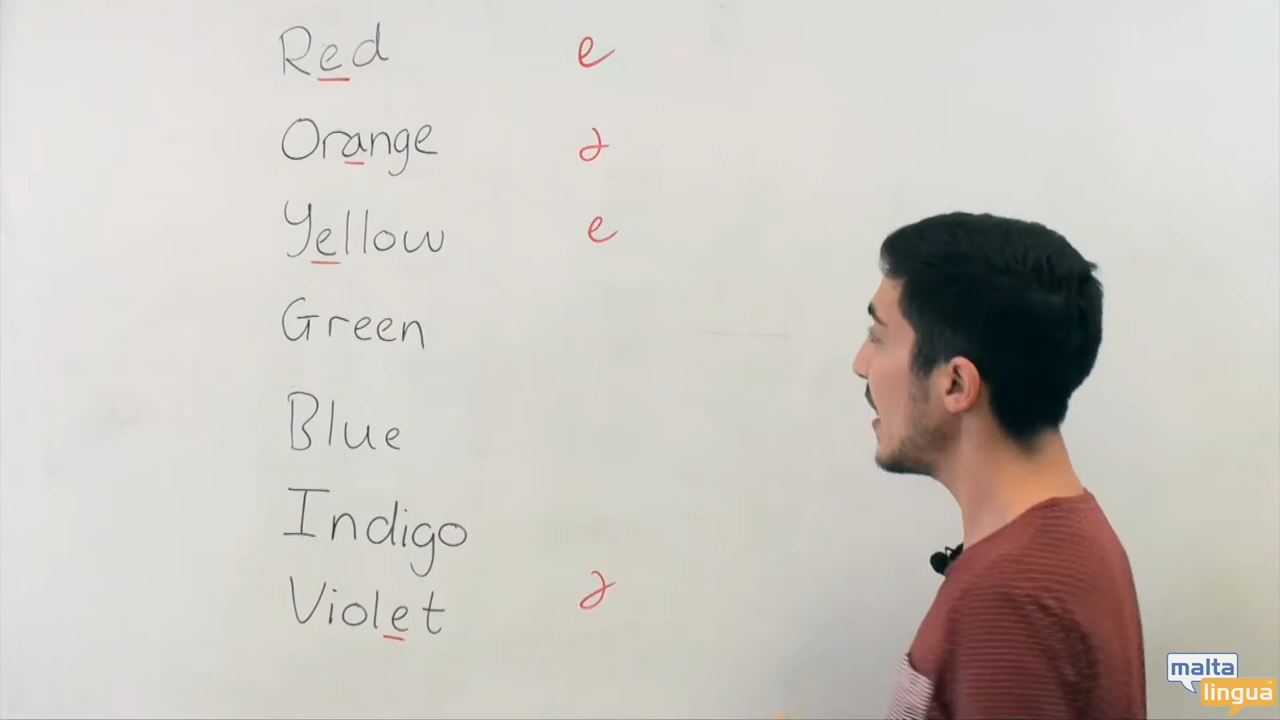 Red e
Orange ə
Yellow e
Green
Blue
Indigo
Violet ə
malta
lingua